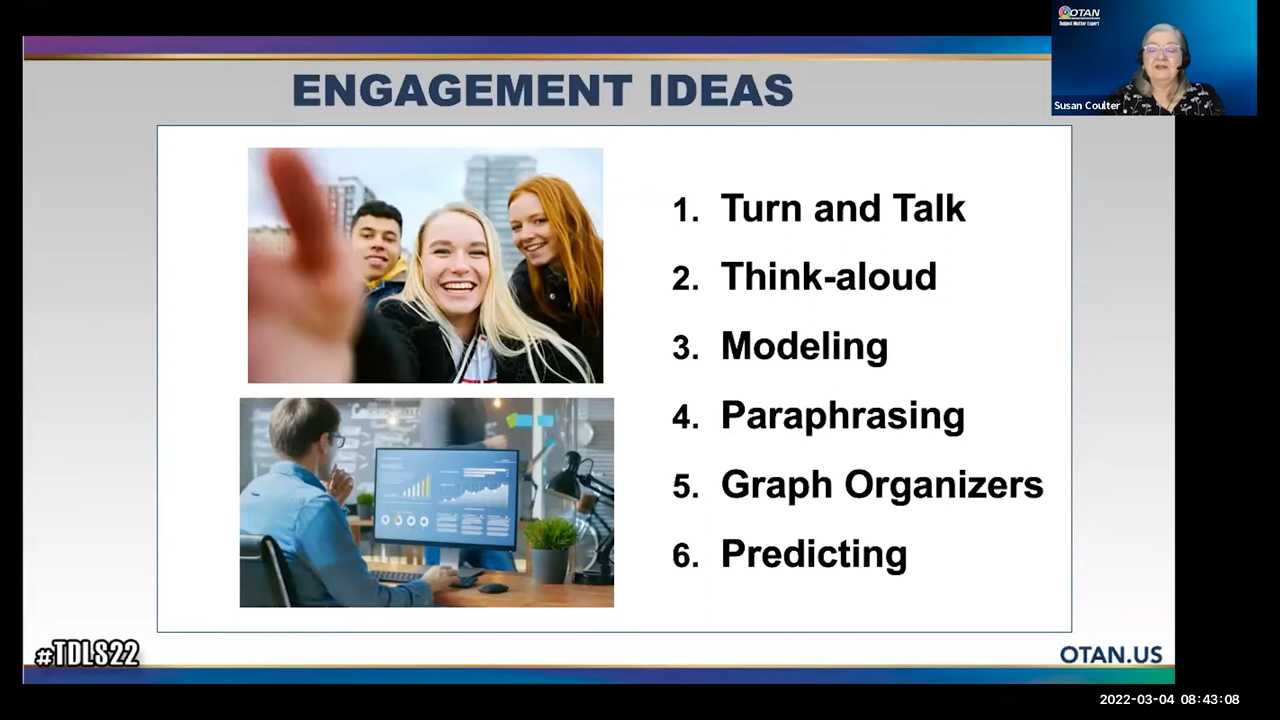 OTAN
Subject Matter Expert
Susan Coulter
ENGAGEMENT IDEAS
1. Turn and Talk
2. Think-aloud
3. Modeling
4. Paraphrasing
5. Graph Organizers
6. Predicting
#TDLS22
OTAN.US
2022-03-04 08:43:08